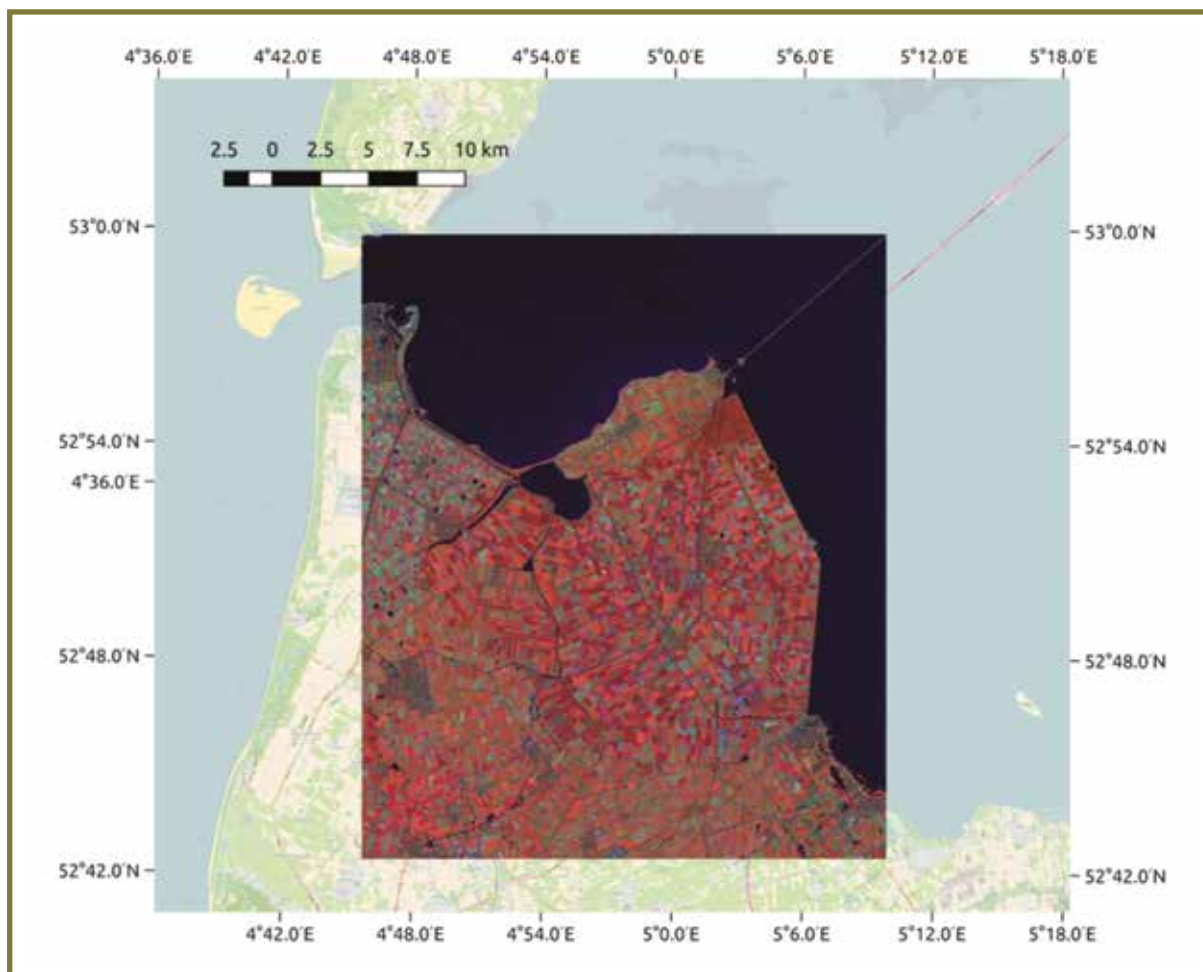 4°36.0′E 4°42.0′E 4°48.0′E 4°54.0′E 5°0.0′E 5°6.0′E 5°12.0′E 5°18.0′E
2.5 0 2.5 5 7.5 10 km
53°0.0′N 53°0.0′N
52°54.0′N 52°54.0′N
4°36.0′E
52°48.0′N 52°48.0′N
52°42.0′N 52°42.0′N
4°42.0′E 4°48.0′E 4°54.0′E 5°0.0′E 5°6.0′E 5°12.0′E 5°18.0′E